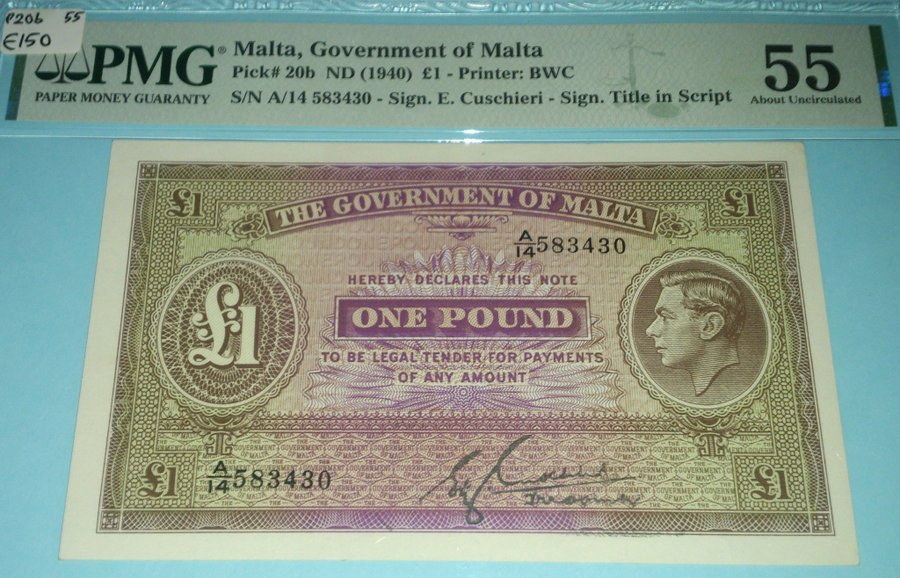 P20b 55
€150
PMG®
PAPER MONEY GUARANTY
Malta, Government of Malta
Pick# 20b ND (1940) £1 - Printer: BWC
S/N A/14 583430 - Sign. E. Cuschieri - Sign. Title in Script
55
About Uncirculated
£1 £1
THE GOVERNMENT OF MALTA
A/14 583430
HEREBY DECLARES THIS NOTE
£1
ONE POUND
TO BE LEGAL TENDER FOR PAYMENTS
OF ANY AMOUNT
A/14 583430
£1 £1